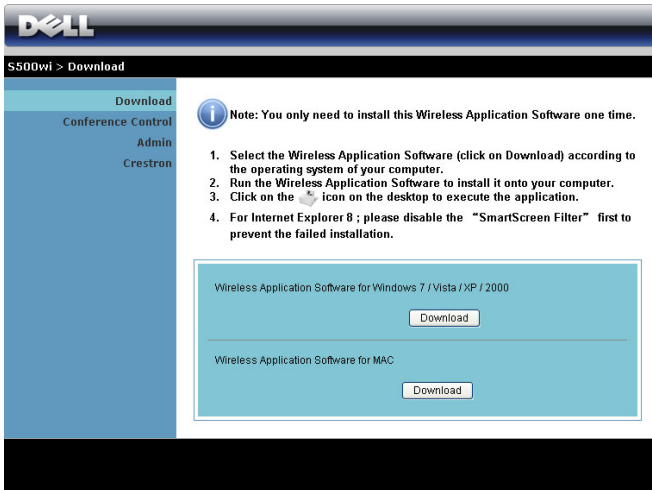 DELL
S500wi > Download
Download
Conference Control
Admin
Crestron
Note: You only need to install this Wireless Application Software one time.
1. Select the Wireless Application Software (click on Download) according to
the operating system of your computer.
2. Run the Wireless Application Software to install it onto your computer.
3. Click on the icon on the desktop to execute the application.
4. For Internet Explorer 8 ; please disable the “SmartScreen Filter” first to
prevent the failed installation.
Wireless Application Software for Windows 7 / Vista / XP / 2000
Download
Wireless Application Software for MAC
Download